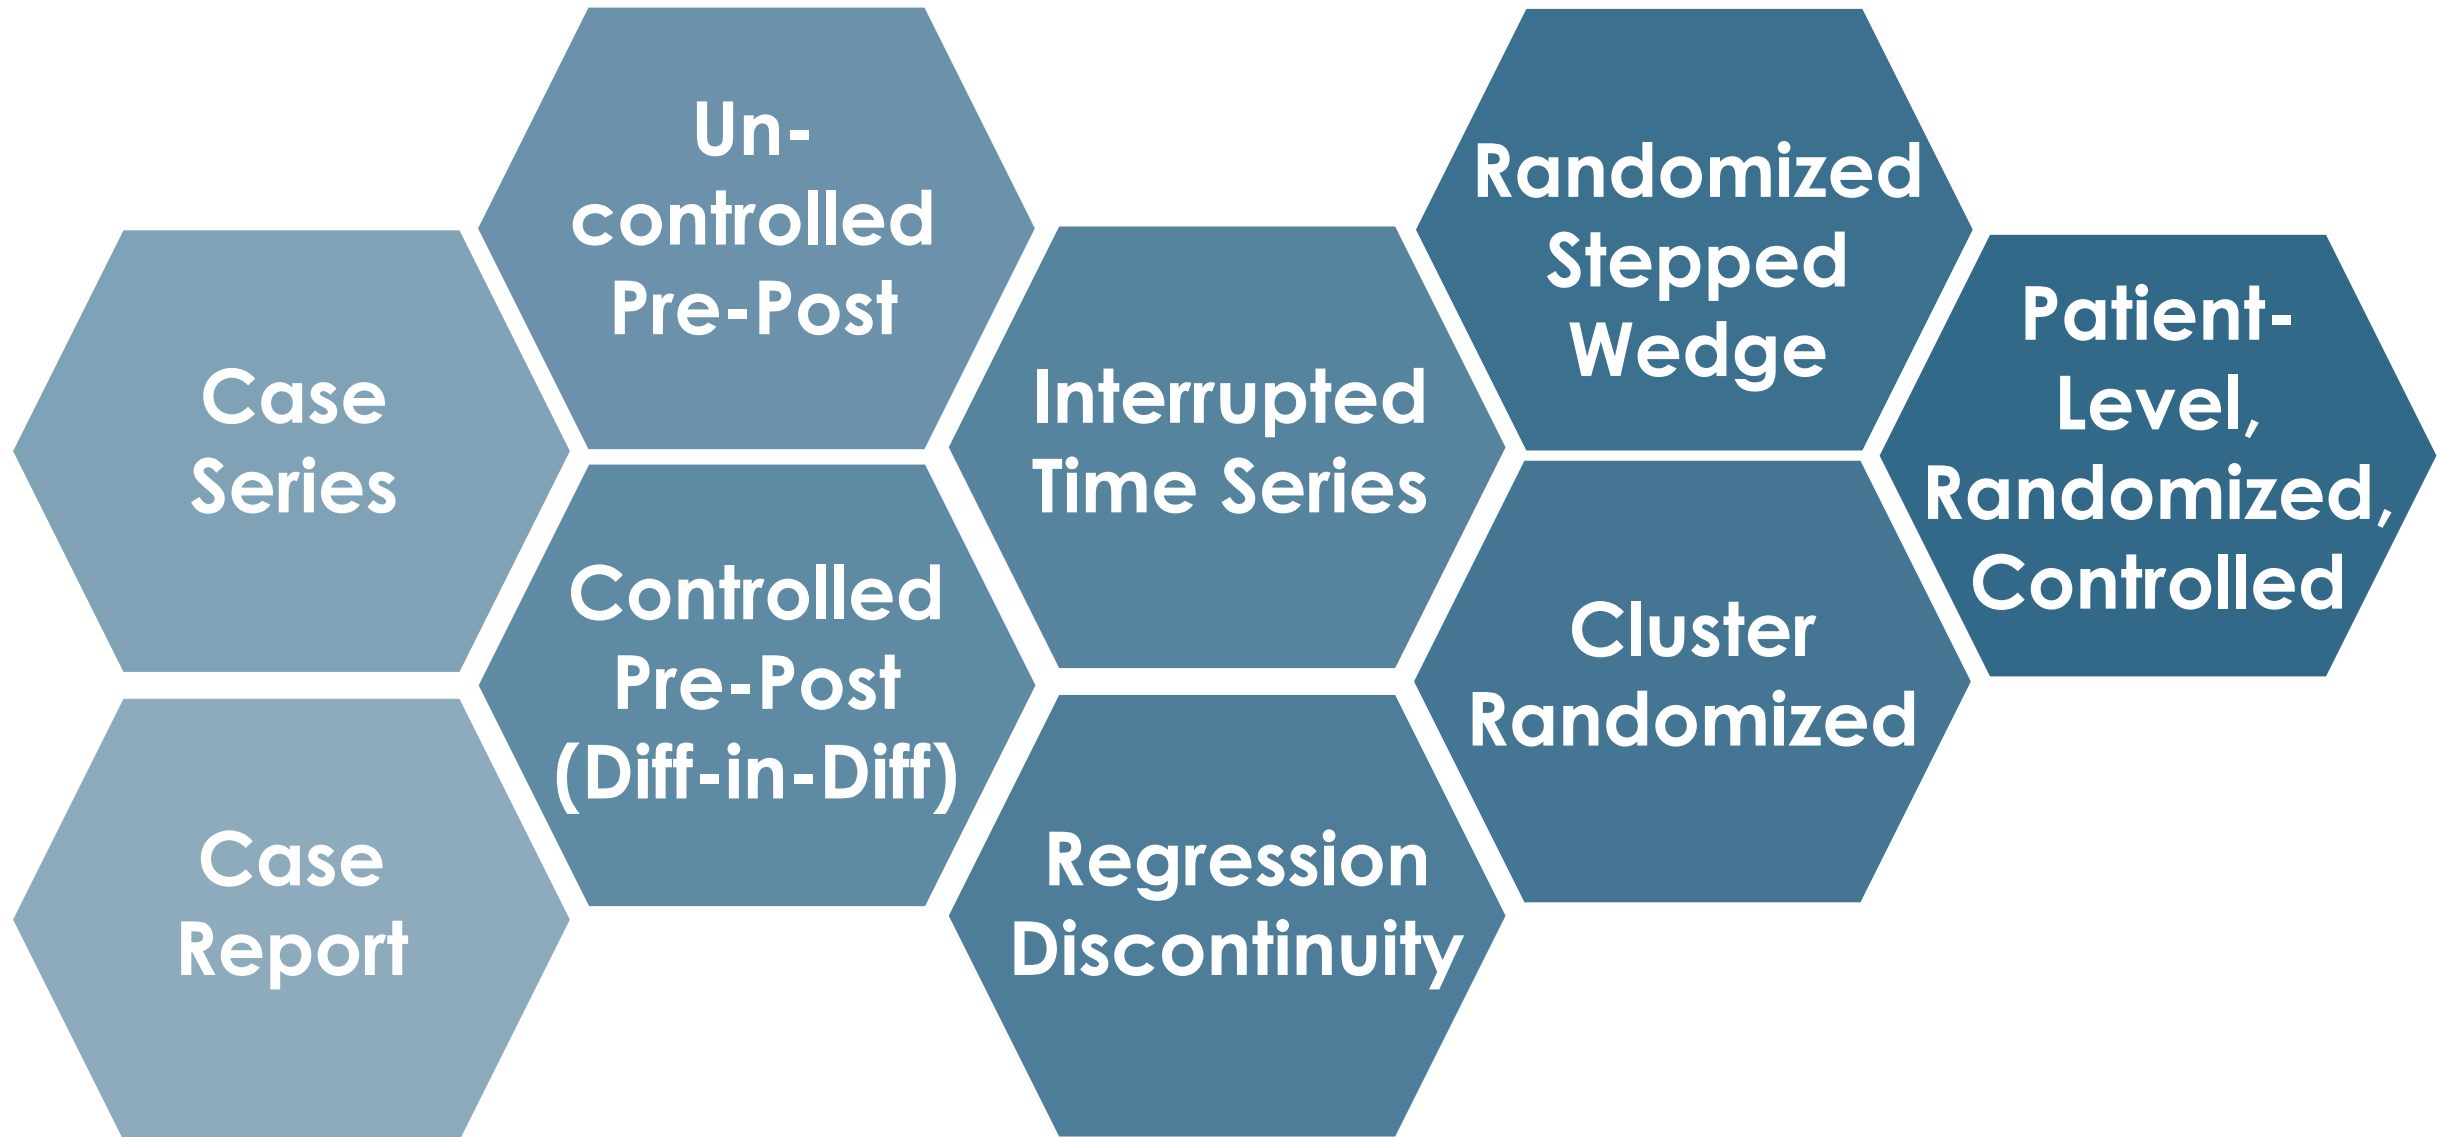 Case
Series
Case
Report
Un-
controlled
Pre-Post
Controlled
Pre-Post
(Diff-in-Diff)
Interrupted
Time Series
Regression
Discontinuity
Randomized
Stepped
Wedge
Cluster
Randomized
Patient-
Level,
Randomized,
Controlled